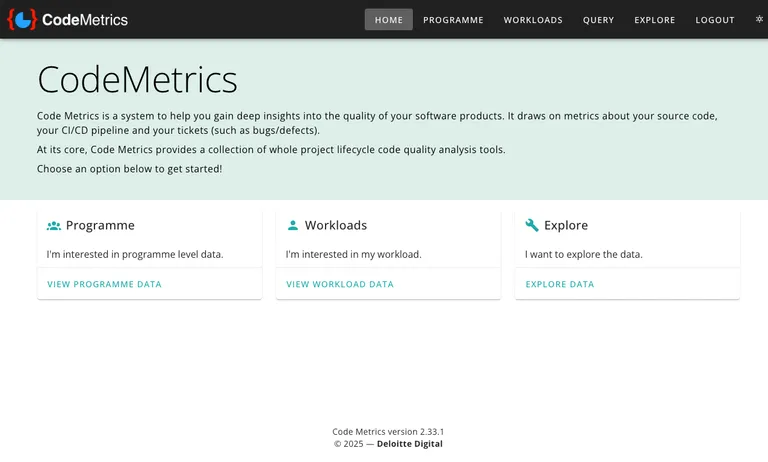 CodeMetrics
HOME PROGRAMME WORKLOADS QUERY EXPLORE LOGOUT
CodeMetrics
Code Metrics is a system to help you gain deep insights into the quality of your software products. It draws on metrics about your source code,
your CI/CD pipeline and your tickets (such as bugs/defects).
At its core, Code Metrics provides a collection of whole project lifecycle code quality analysis tools.
Choose an option below to get started!
Programme
I'm interested in programme level data.
VIEW PROGRAMME DATA
Workloads
I'm interested in my workload.
VIEW WORKLOAD DATA
Explore
I want to explore the data.
EXPLORE DATA
Code Metrics version 2.33.1
© 2025 — Deloitte Digital